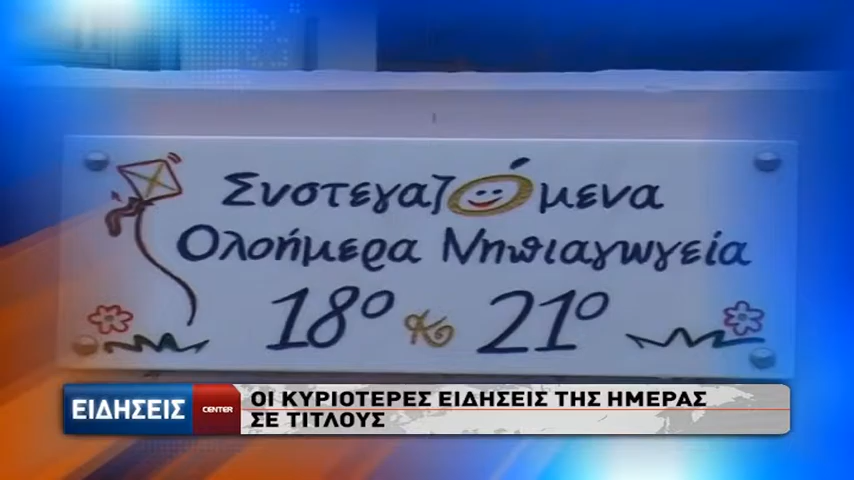 Συστεγαζόμενα
Ολοήμερα Νηπιαγωγεία
18ο κ 21ο
ΕΙΔΗΣΕΙΣ
CENTER
ΟΙ ΚΥΡΙΟΤΕΡΕΣ ΕΙΔΗΣΕΙΣ ΤΗΣ ΗΜΕΡΑΣ
ΣΕ ΤΙΤΛΟΥΣ